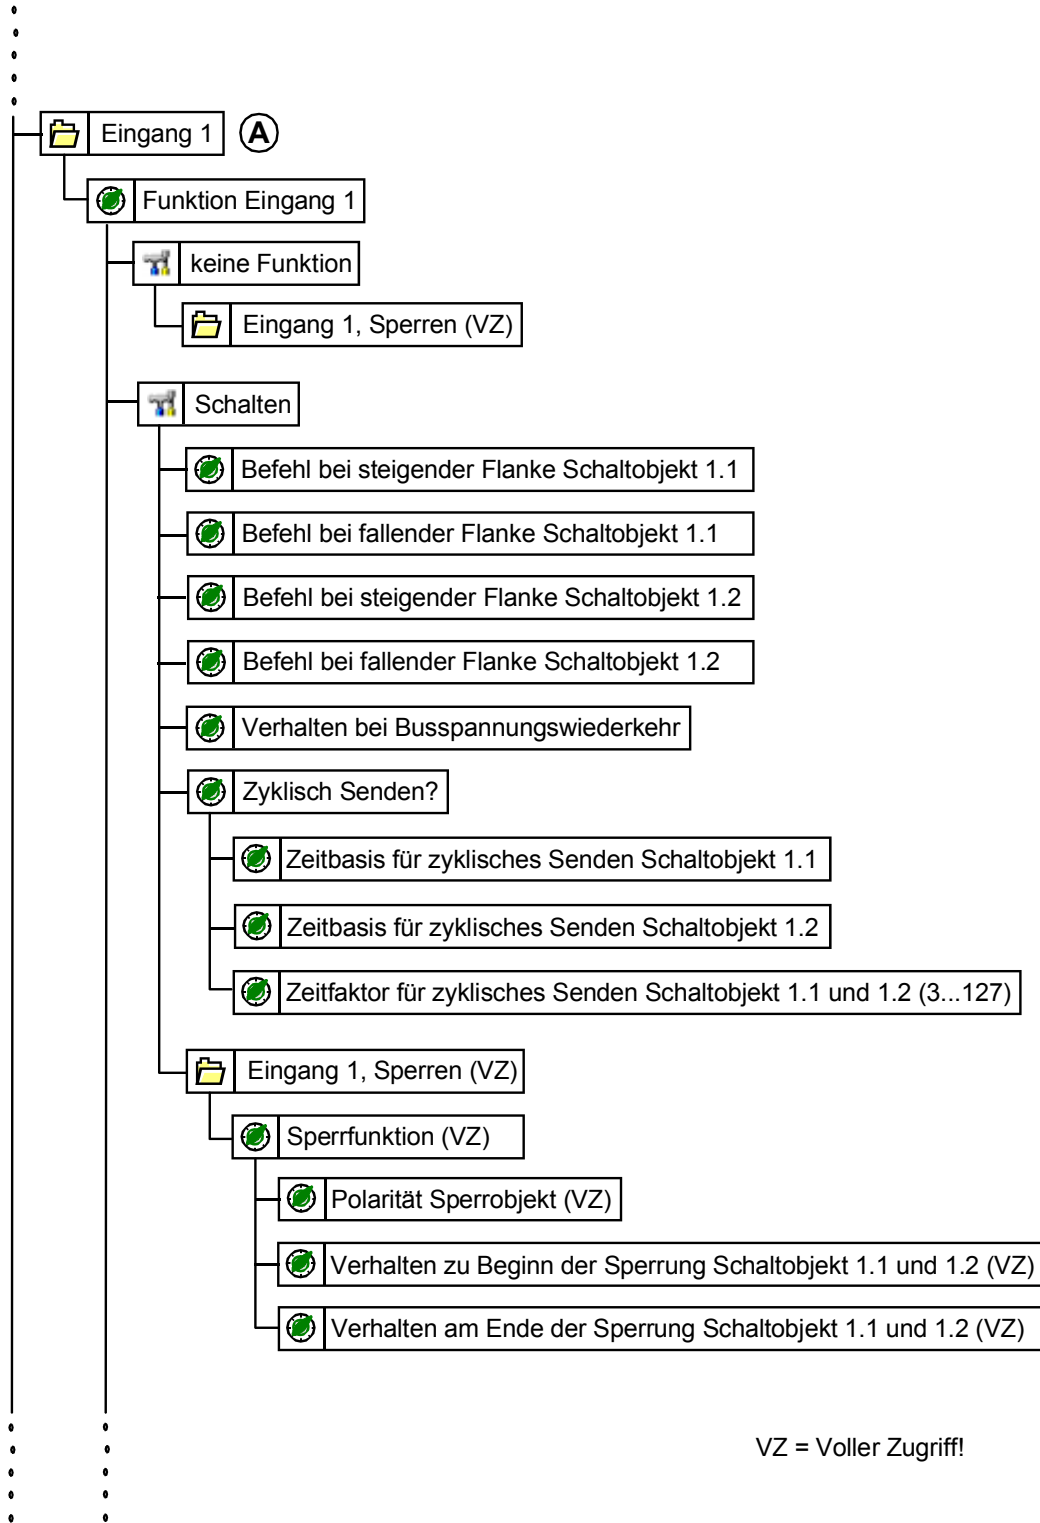 Eingang 1 A
Funktion Eingang 1
keine Funktion
Eingang 1, Sperren (VZ)
Schalten
Befehl bei steigender Flanke Schaltobjekt 1.1
Befehl bei fallender Flanke Schaltobjekt 1.1
Befehl bei steigender Flanke Schaltobjekt 1.2
Befehl bei fallender Flanke Schaltobjekt 1.2
Verhalten bei Busspannungswiederkehr
Zyklisch Senden?
Zeitbasis für zyklisches Senden Schaltobjekt 1.1
Zeitbasis für zyklisches Senden Schaltobjekt 1.2
Zeitfaktor für zyklisches Senden Schaltobjekt 1.1 und 1.2 (3...127)
Eingang 1, Sperren (VZ)
Sperrfunktion (VZ)
Polarität Sperrobjekt (VZ)
Verhalten zu Beginn der Sperrung Schaltobjekt 1.1 und 1.2 (VZ)
Verhalten am Ende der Sperrung Schaltobjekt 1.1 und 1.2 (VZ)
VZ = Voller Zugriff!